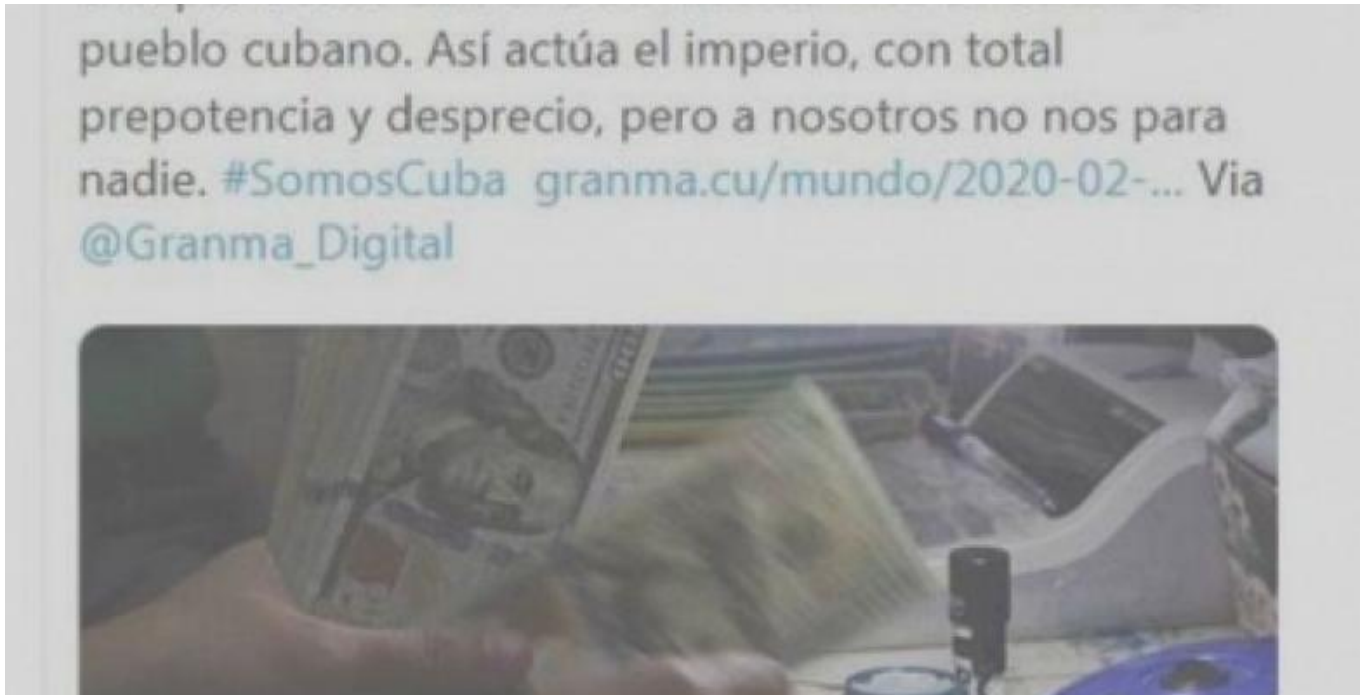 pueblo cubano. Así actúa el imperio, con total
prepotencia y desprecio, pero a nosotros no nos para
nadie. #SomosCuba granma.cu/mundo/2020-02-... Via
@Granma_Digital